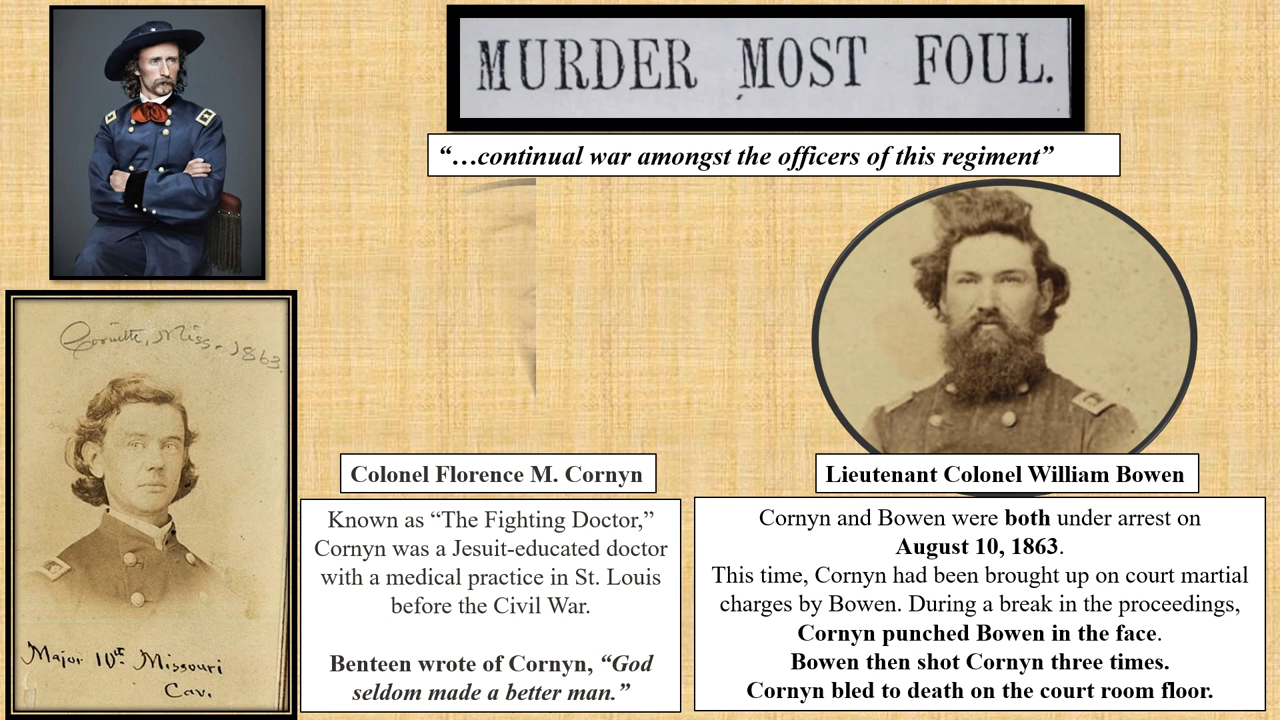 MURDER MOST FOUL.
“…continual war amongst the officers of this regiment”
Corinth, Miss. 1863.
Major 10th Missouri
Cav.
Colonel Florence M. Cornyn
Known as “The Fighting Doctor,”
Cornyn was a Jesuit-educated doctor
with a medical practice in St. Louis
before the Civil War.
Benteen wrote of Cornyn, “God
seldom made a better man.”
Lieutenant Colonel William Bowen
Cornyn and Bowen were both under arrest on
August 10, 1863.
This time, Cornyn had been brought up on court martial
charges by Bowen. During a break in the proceedings,
Cornyn punched Bowen in the face.
Bowen then shot Cornyn three times.
Cornyn bled to death on the court room floor.